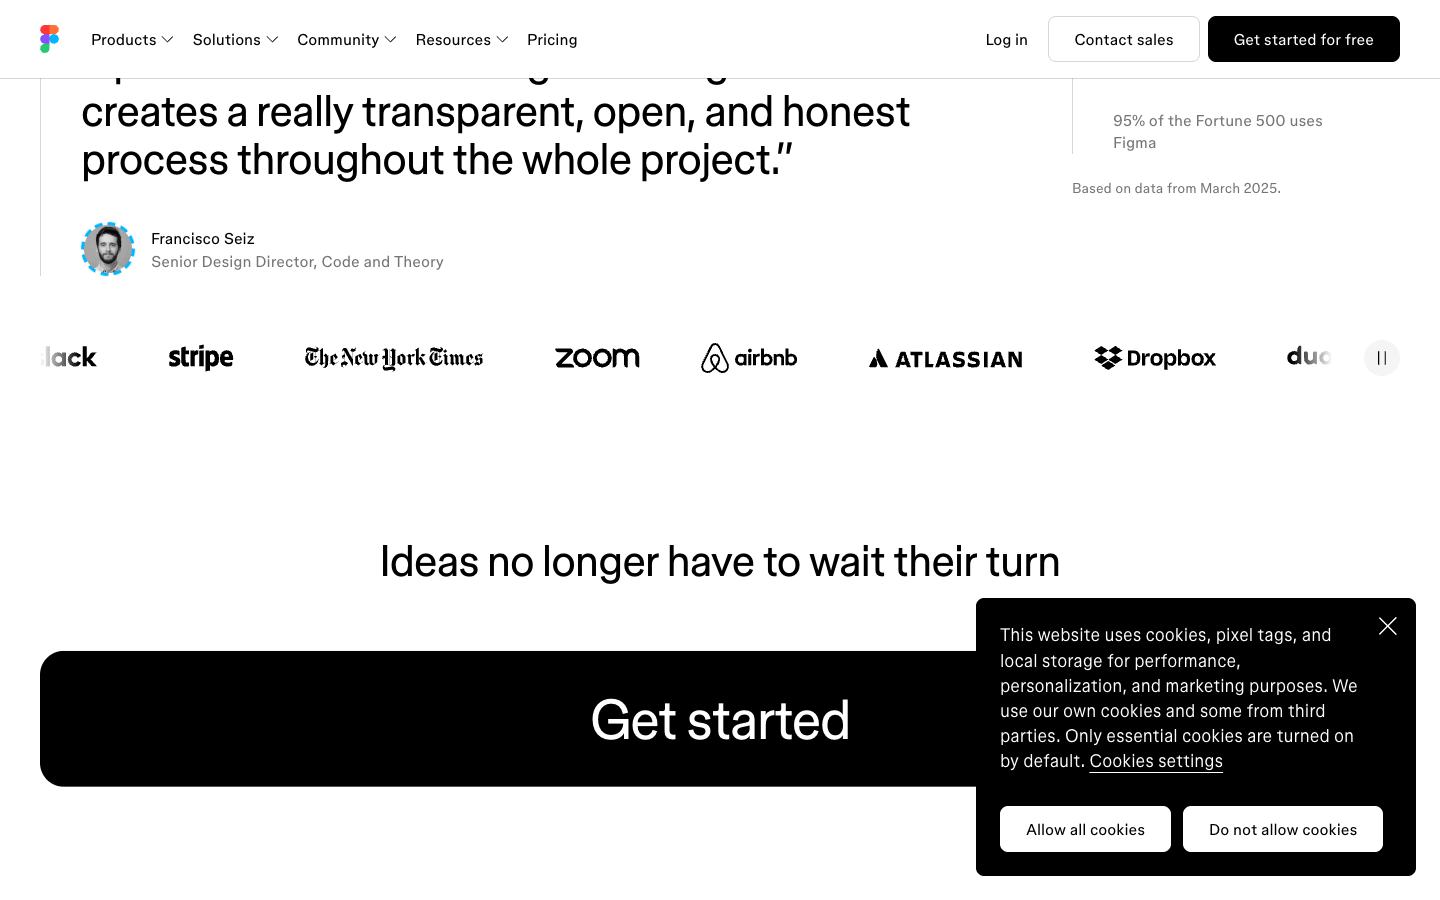 Products
Solutions
Community
Resources
Pricing
Log in
Contact sales
Get started for free
creates a really transparent, open, and honest
process throughout the whole project.”
Francisco Seiz
Senior Design Director, Code and Theory
95% of the Fortune 500 uses
Figma
Based on data from March 2025.
stripe
The New York Times
zoom
airbnb
ATLASSIAN
Dropbox
Ideas no longer have to wait their turn
Get started
This website uses cookies, pixel tags, and
local storage for performance,
personalization, and marketing purposes. We
use our own cookies and some from third
parties. Only essential cookies are turned on
by default. Cookies settings
Allow all cookies
Do not allow cookies